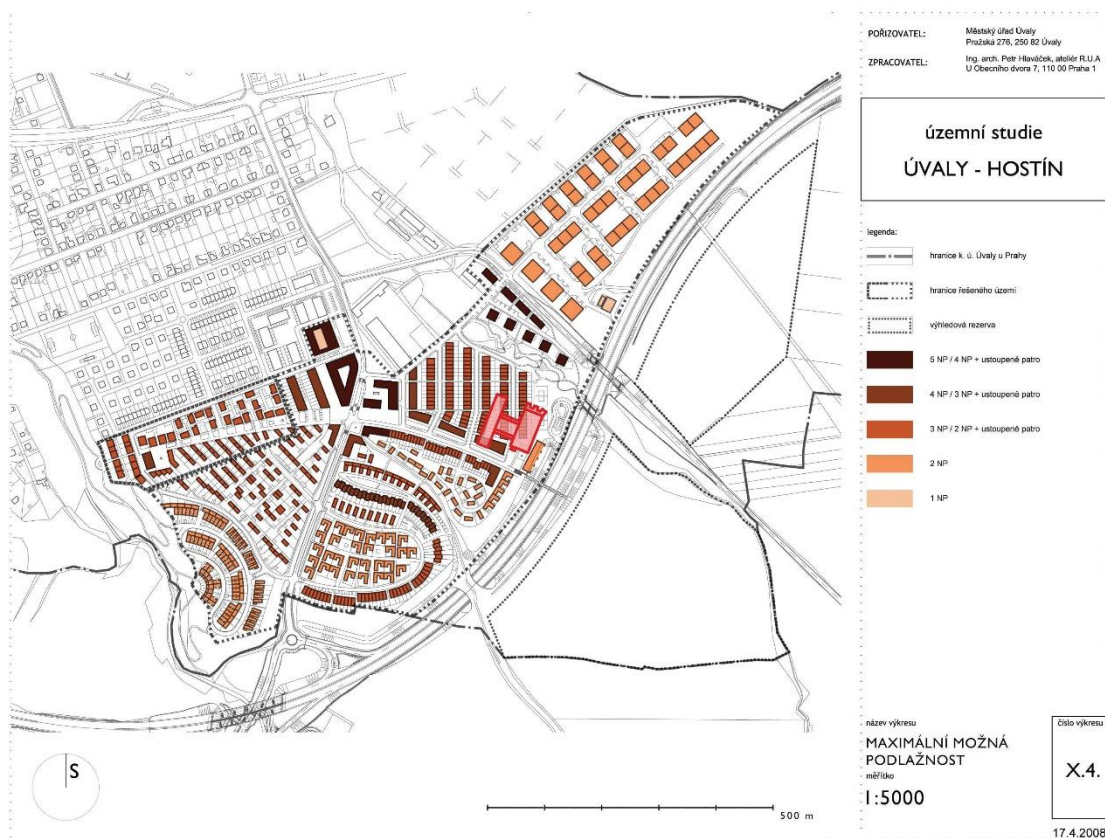 POŘIZOVATEL:
Městský úřad Úvaly
Pražská 276, 250 82 Úvaly
ZPRACOVATEL:
Ing. arch. Petr Hlaváček, ateliér R.U.A
U Obecního dvora 7, 110 00 Praha 1
územní studie
ÚVALY - HOSTÍN
legenda:
hranice k. ú. Úvaly u Prahy
hranice řešeného území
výhledová rezerva
5 NP / 4 NP + ustoupené patro
4 NP / 3 NP + ustoupené patro
3 NP / 2 NP + ustoupené patro
2 NP
1 NP
název výkresu
MAXIMÁLNÍ MOŽNÁ
PODLAŽNOST
měřítko
1:5000
číslo výkresu
X.4.
17.4.2008
S
500 m